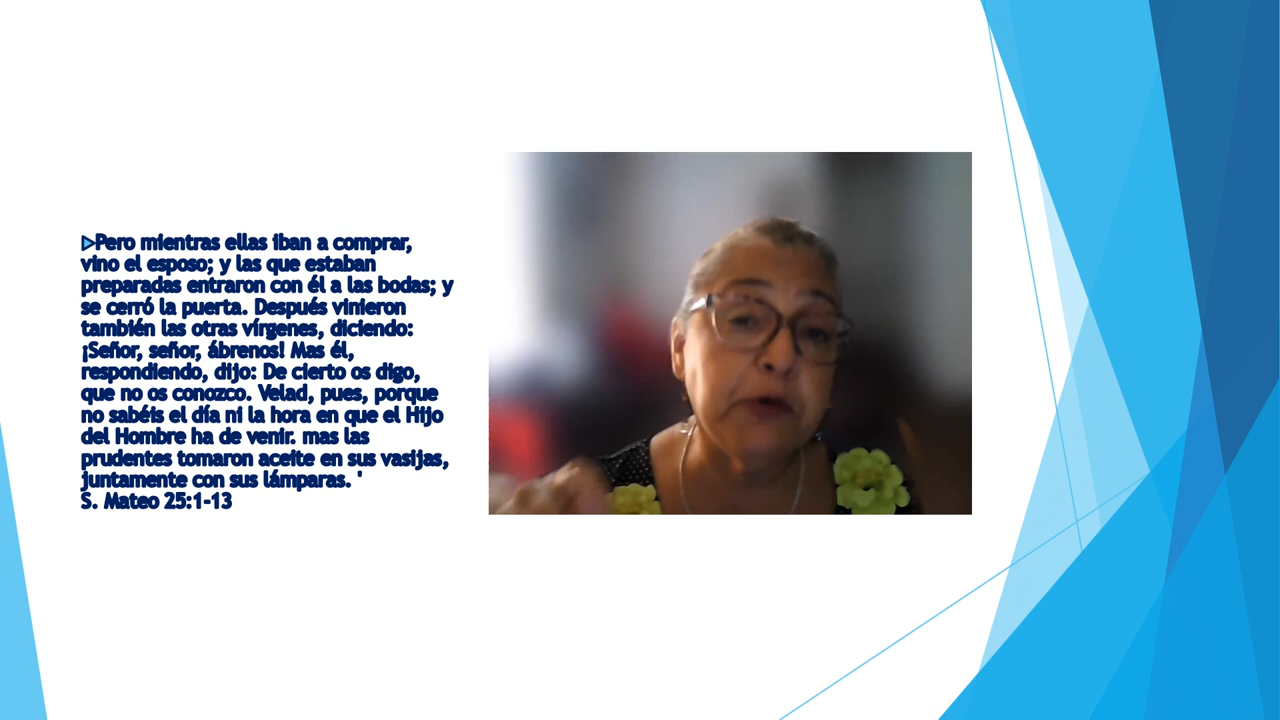 Pero mientras ellas iban a comprar,
vino el esposo; y las que estaban
preparadas entraron con él a las bodas; y
se cerró la puerta. Después vinieron
también las otras vírgenes, diciendo:
¡Señor, señor, ábrenos! Mas él,
respondiendo, dijo: De cierto os digo,
que no os conozco. Velad, pues, porque
no sabéis el día ni la hora en que el Hijo
del Hombre ha de venir. mas las
prudentes tomaron aceite en sus vasijas,
juntamente con sus lámparas. '
S. Mateo 25:1-13